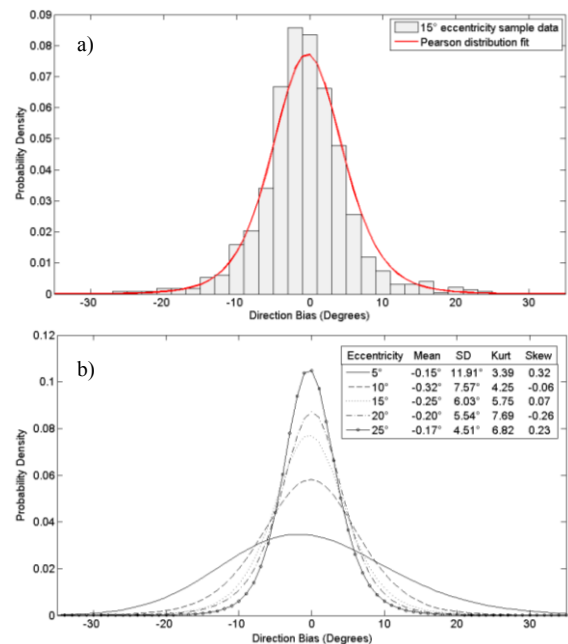 0.09
0.08
0.07
0.06
0.05
0.04
0.03
0.02
0.01
0
Probability Density
a)
15° eccentricity sample data
Pearson distribution fit
-30 -20 -10 0 10 20 30
Direction Bias (Degrees)
0.12
0.1
0.08
0.06
0.04
0.02
0
Probability Density
b)
Eccentricity Mean SD Kurt Skew
5° -0.15° 11.91° 3.39 0.32
10° -0.32° 7.57° 4.25 -0.06
15° -0.25° 6.03° 5.75 0.07
20° -0.20° 5.54° 7.69 -0.26
25° -0.17° 4.51° 6.82 0.23
-30 -20 -10 0 10 20 30
Direction Bias (Degrees)